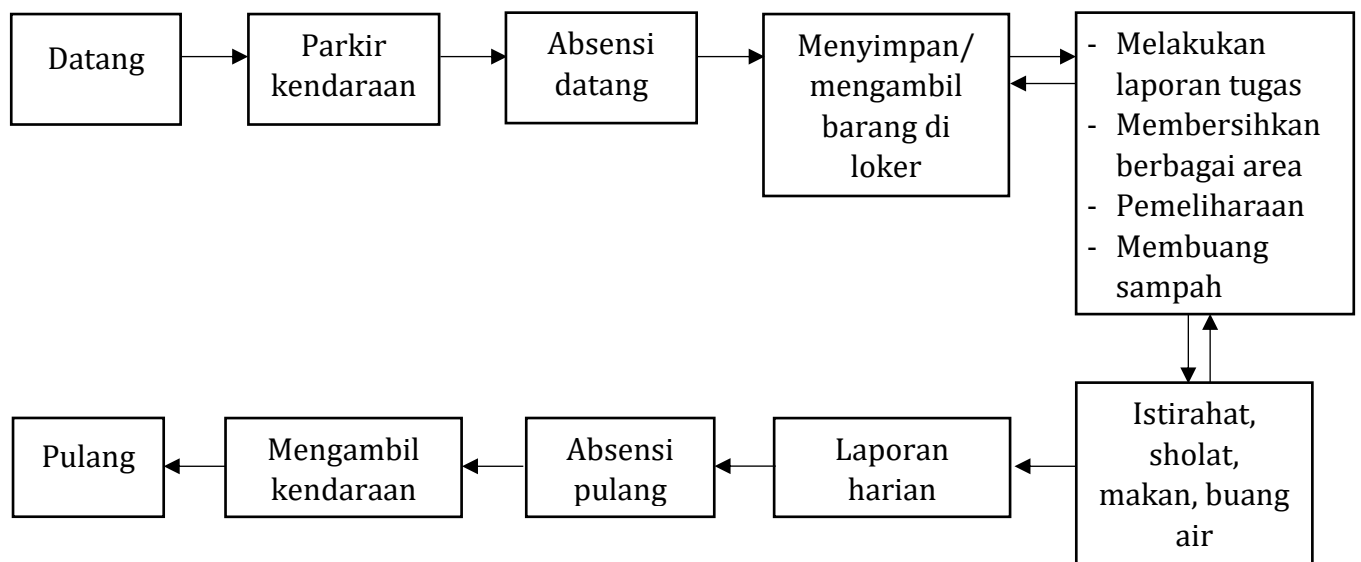 Datang
Parkir
kendaraan
Absensi
datang
Menyimpan/
mengambil
barang di
loker
- Melakukan
laporan tugas
- Membersihkan
berbagai area
- Pemeliharaan
- Membuang
sampah
Istirahat,
sholat,
makan, buang
air
Laporan
harian
Absensi
pulang
Mengambil
kendaraan
Pulang